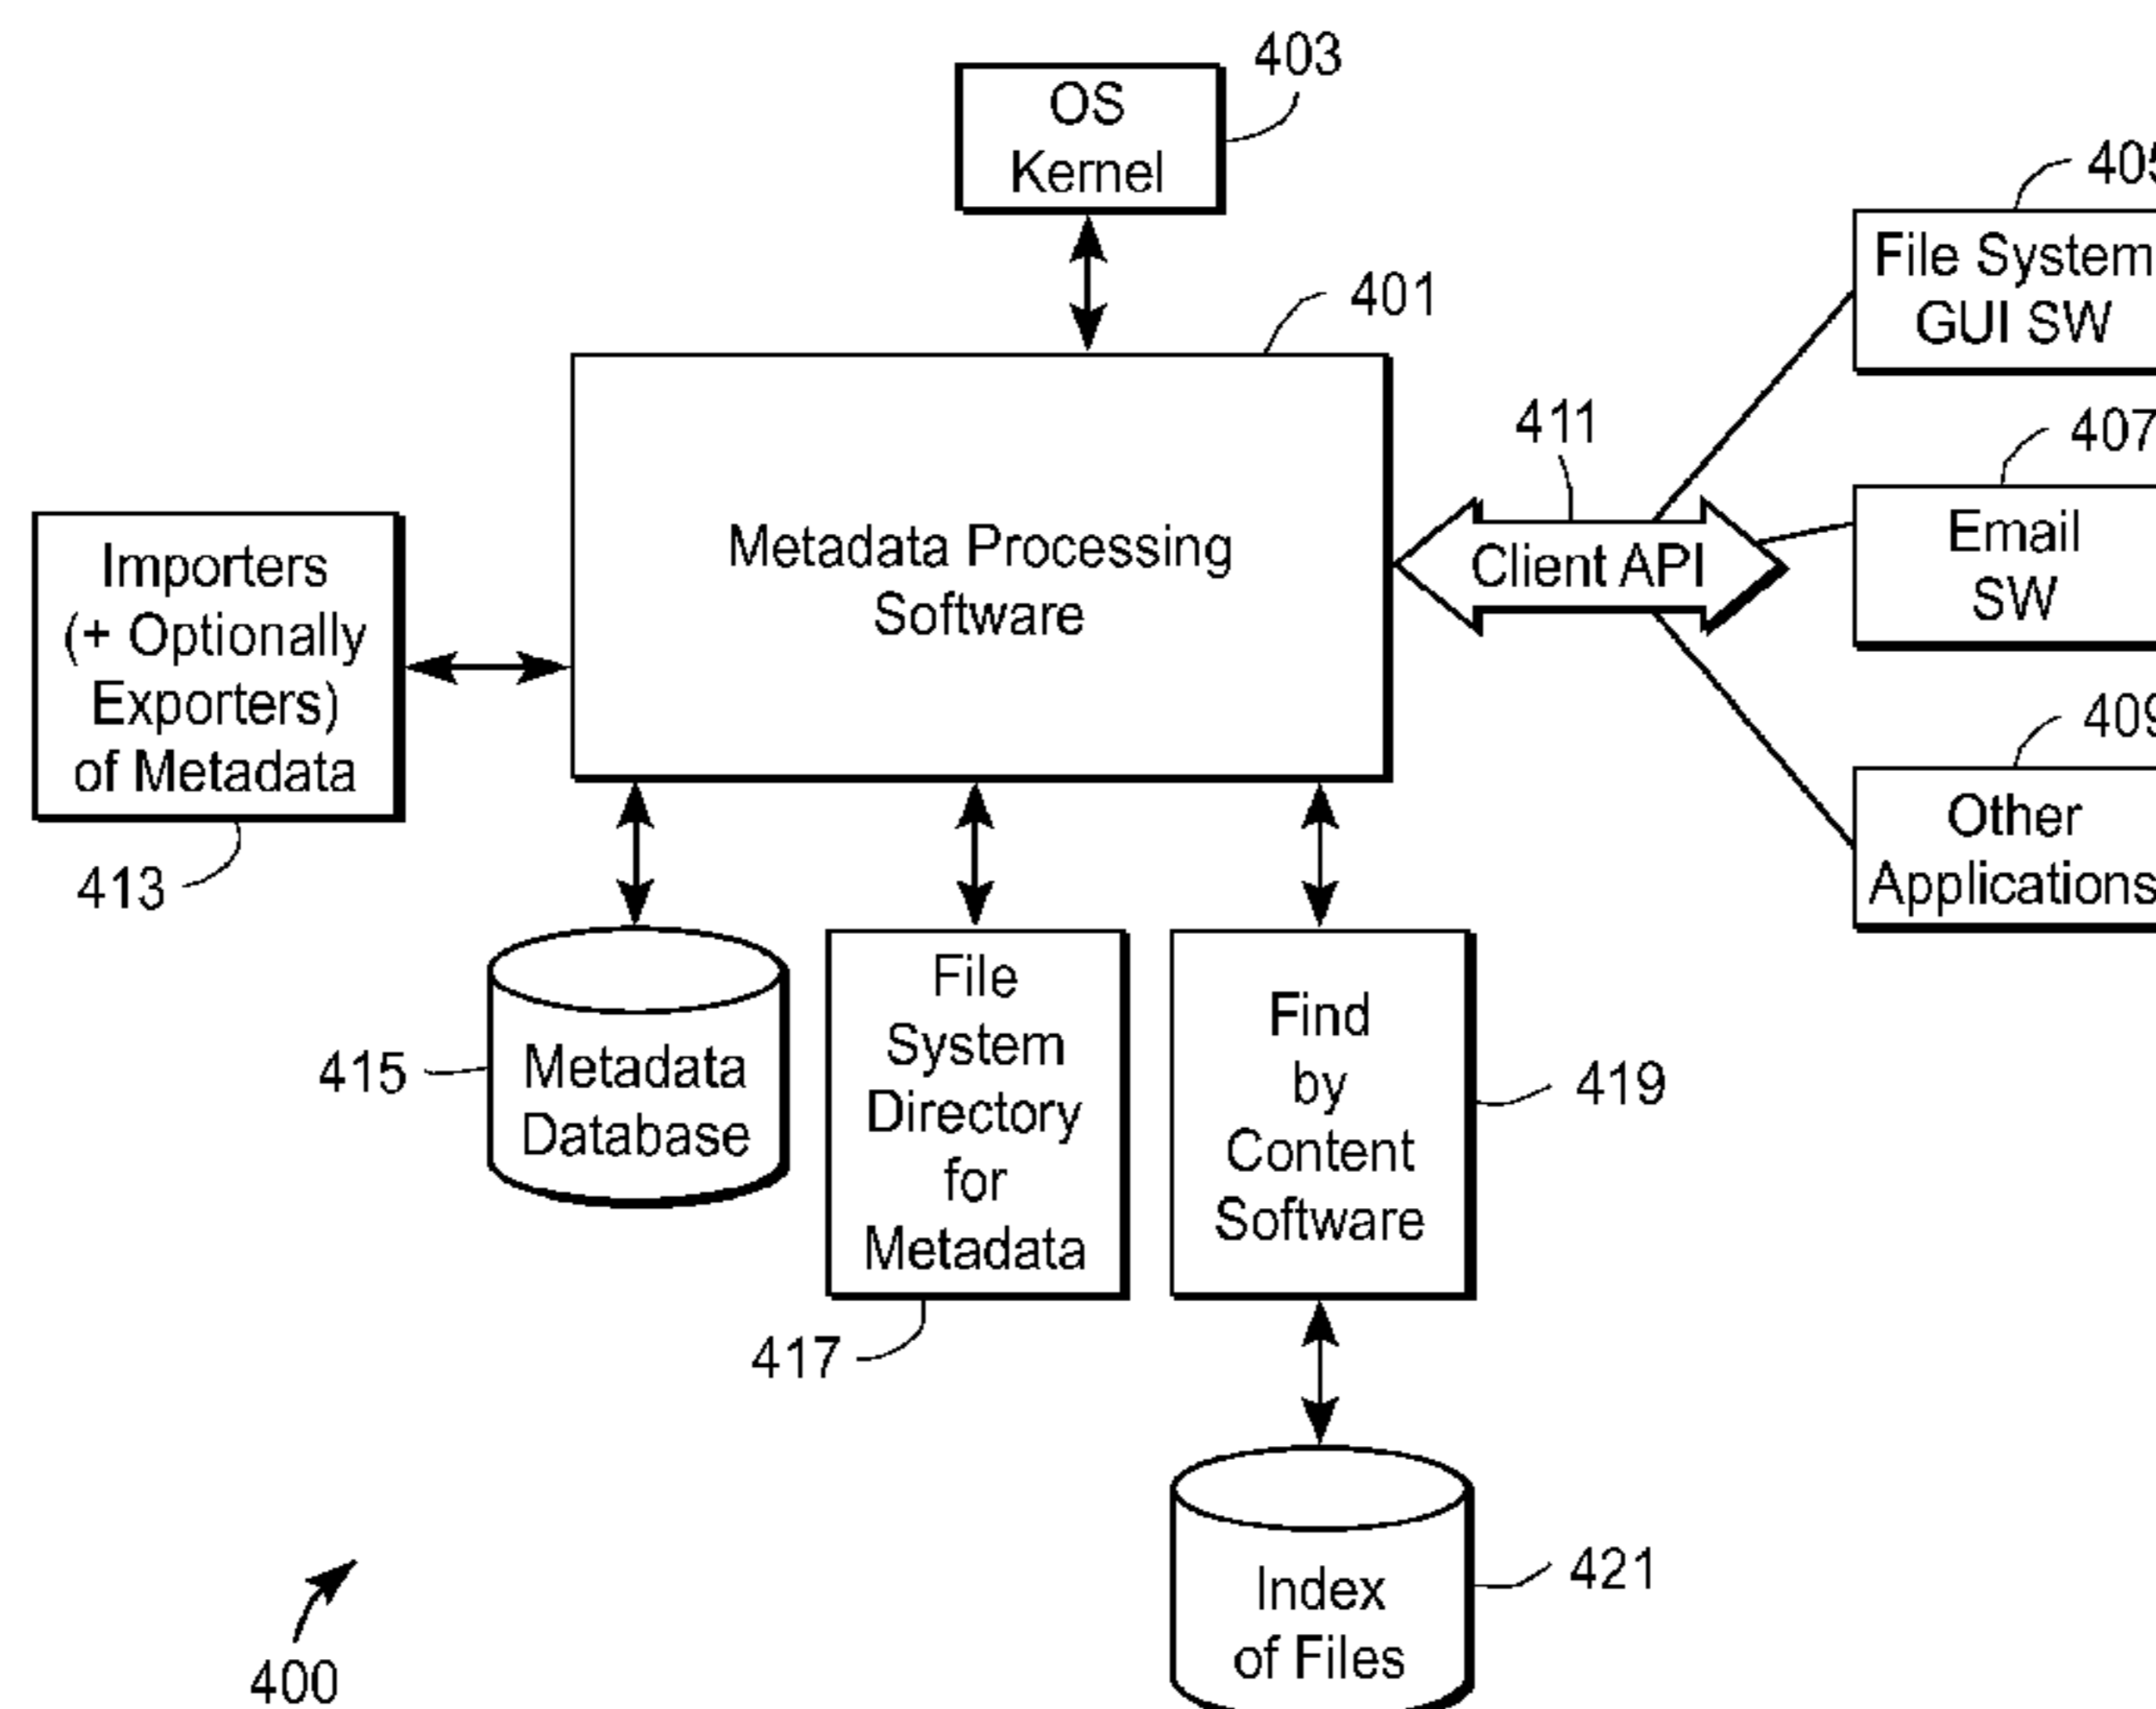 403
OS
Kernel
405
File System
GUI SW
401
411
407
Metadata Processing
Software
Client API
Email
SW
Importers
(+ Optionally
Exporters)
of Metadata
413
409
Other
Applications
415
Metadata
Database
File
System
Directory
for
Metadata
417
Find
by
Content
Software
419
Index
of Files
421
400